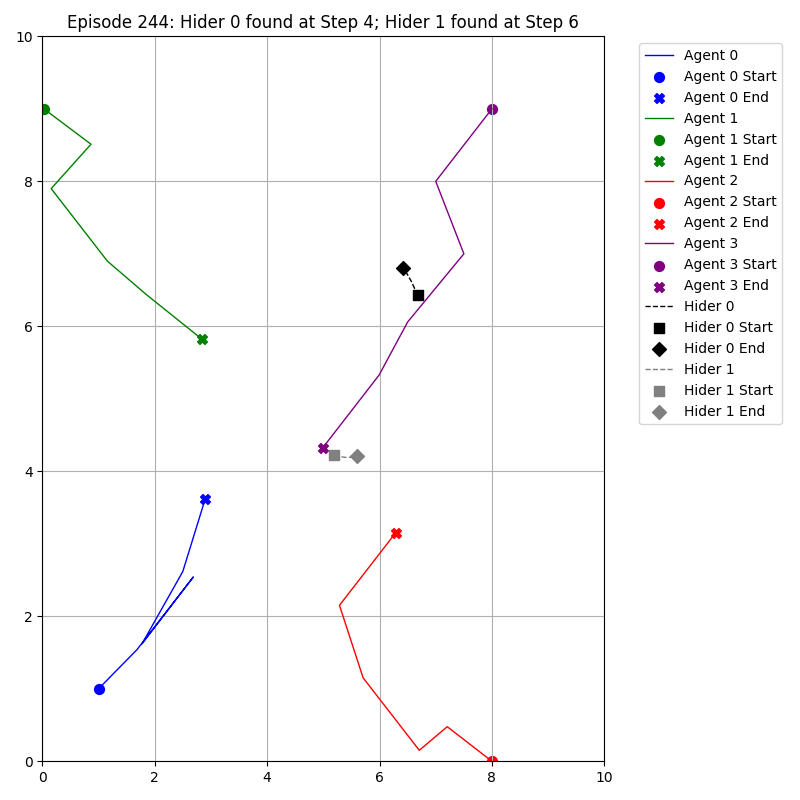 Episode 244: Hider 0 found at Step 4; Hider 1 found at Step 6
10
8
6
4
2
0
0 2 4 6 8 10
Agent 0
Agent 0 Start
Agent 0 End
Agent 1
Agent 1 Start
Agent 1 End
Agent 2
Agent 2 Start
Agent 2 End
Agent 3
Agent 3 Start
Agent 3 End
Hider 0
Hider 0 Start
Hider 0 End
Hider 1
Hider 1 Start
Hider 1 End